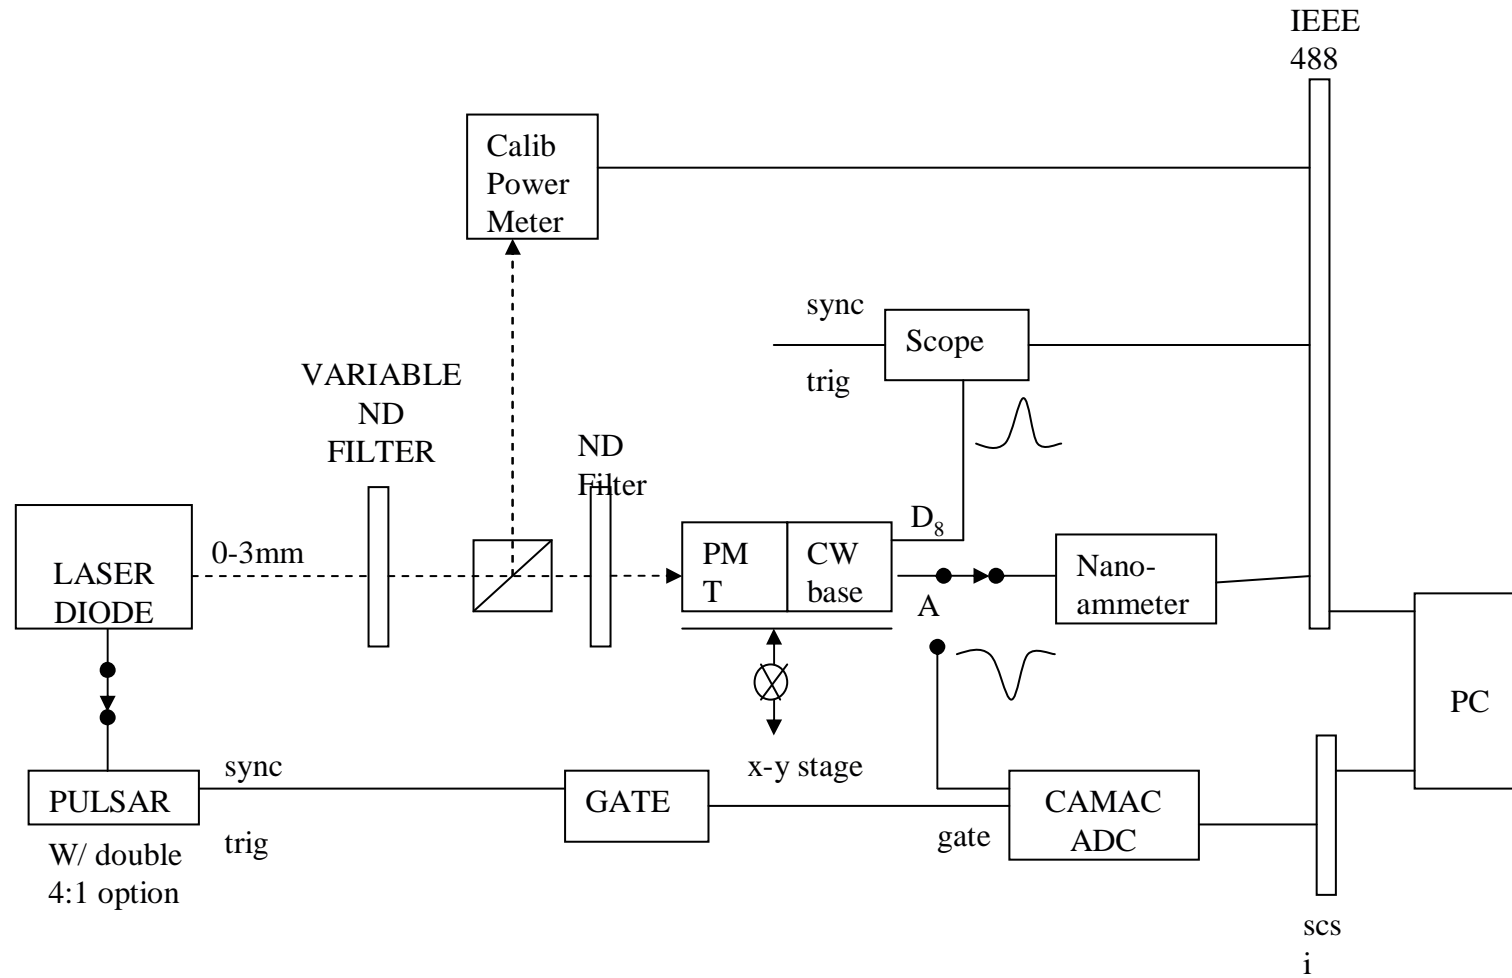 IEEE
488
Calib
Power
Meter
sync
Scope
trig
VARIABLE
ND
FILTER
ND
Filter
D8
0-3mm
LASER
DIODE
PM
T
CW
base
A
Nano-
ammeter
PC
sync
x-y stage
PULSAR
GATE
CAMAC
ADC
trig
gate
W/ double
4:1 option
scs
i